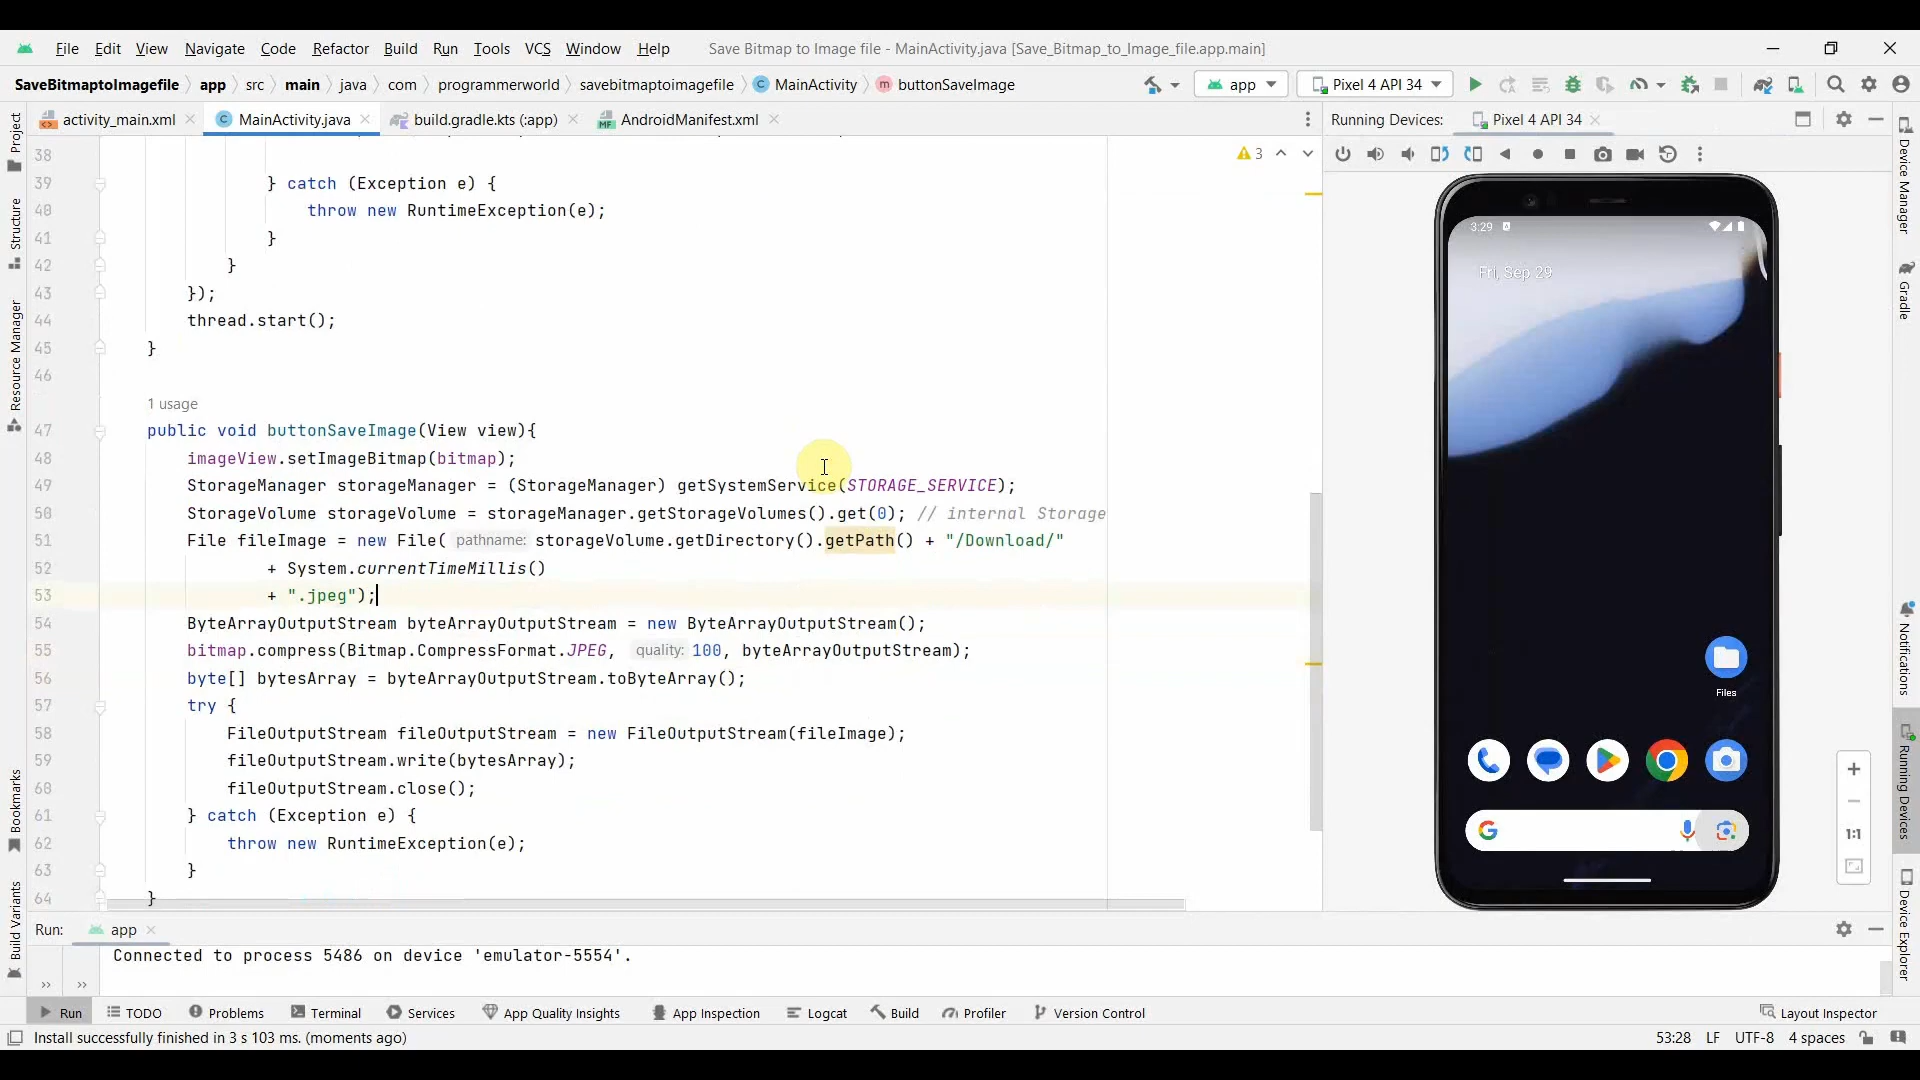 File Edit View Navigate Code Refactor Build Run Tools VCS Window Help Save Bitmap to Image file - MainActivity.java [Save_Bitmap_to_Image_file.app.main]
SaveBitmaptoImagefile app src main java com programmerworld savebitmaptoimagefile MainActivity buttonSaveImage app Pixel 4 API 34
activity_main.xml MainActivity.java build.gradle.kts (:app) AndroidManifest.xml Running Devices: Pixel 4 API 34
38
3
39 } catch (Exception e) {
40 throw new RuntimeException(e);
41 }
42 }
43 });
44 thread.start();
45 }
46
1 usage
47 public void buttonSaveImage(View view){
48 imageView.setImageBitmap(bitmap);
49 StorageManager storageManager = (StorageManager) getSystemService(STORAGE_SERVICE);
50 StorageVolume storageVolume = storageManager.getStorageVolumes().get(0); // internal Storage
51 File fileImage = new File( pathname: storageVolume.getDirectory().getPath() + "/Download/"
52 + System.currentTimeMillis()
53 + ".jpeg");
54 ByteArrayOutputStream byteArrayOutputStream = new ByteArrayOutputStream();
55 bitmap.compress(Bitmap.CompressFormat.JPEG, quality: 100, byteArrayOutputStream);
56 byte[] bytesArray = byteArrayOutputStream.toByteArray();
57 try {
58 FileOutputStream fileOutputStream = new FileOutputStream(fileImage);
59 fileOutputStream.write(bytesArray);
60 fileOutputStream.close();
61 } catch (Exception e) {
62 throw new RuntimeException(e);
63 }
64 }
Project
Structure
Resource Manager
Bookmarks
Build Variants
3:29
Fri, Sep 29
Files
G
1:1
Device Manager
Gradle
Notifications
Running Devices
Device Explorer
Run: app
Connected to process 5486 on device 'emulator-5554'.
Run TODO Problems Terminal Services App Quality Insights App Inspection Logcat Build Profiler Version Control Layout Inspector
Install successfully finished in 3 s 103 ms. (moments ago) 53:28 LF UTF-8 4 spaces